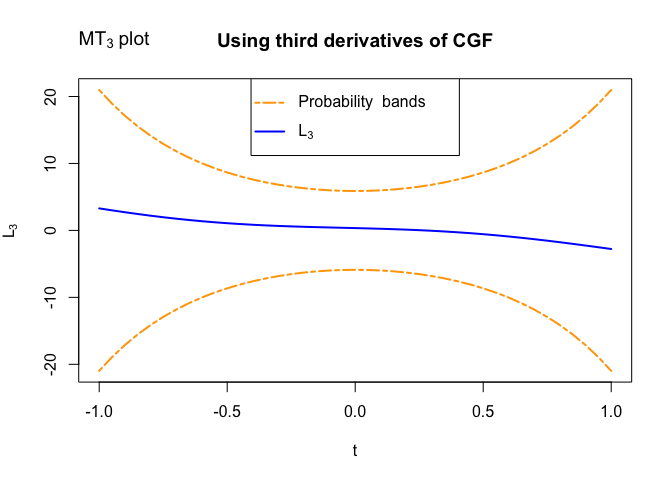 MT₃ plot
Using third derivatives of CGF
Probability bands
L₃
20
10
0
-10
-20
L₃
-1.0 -0.5 0.0 0.5 1.0
t